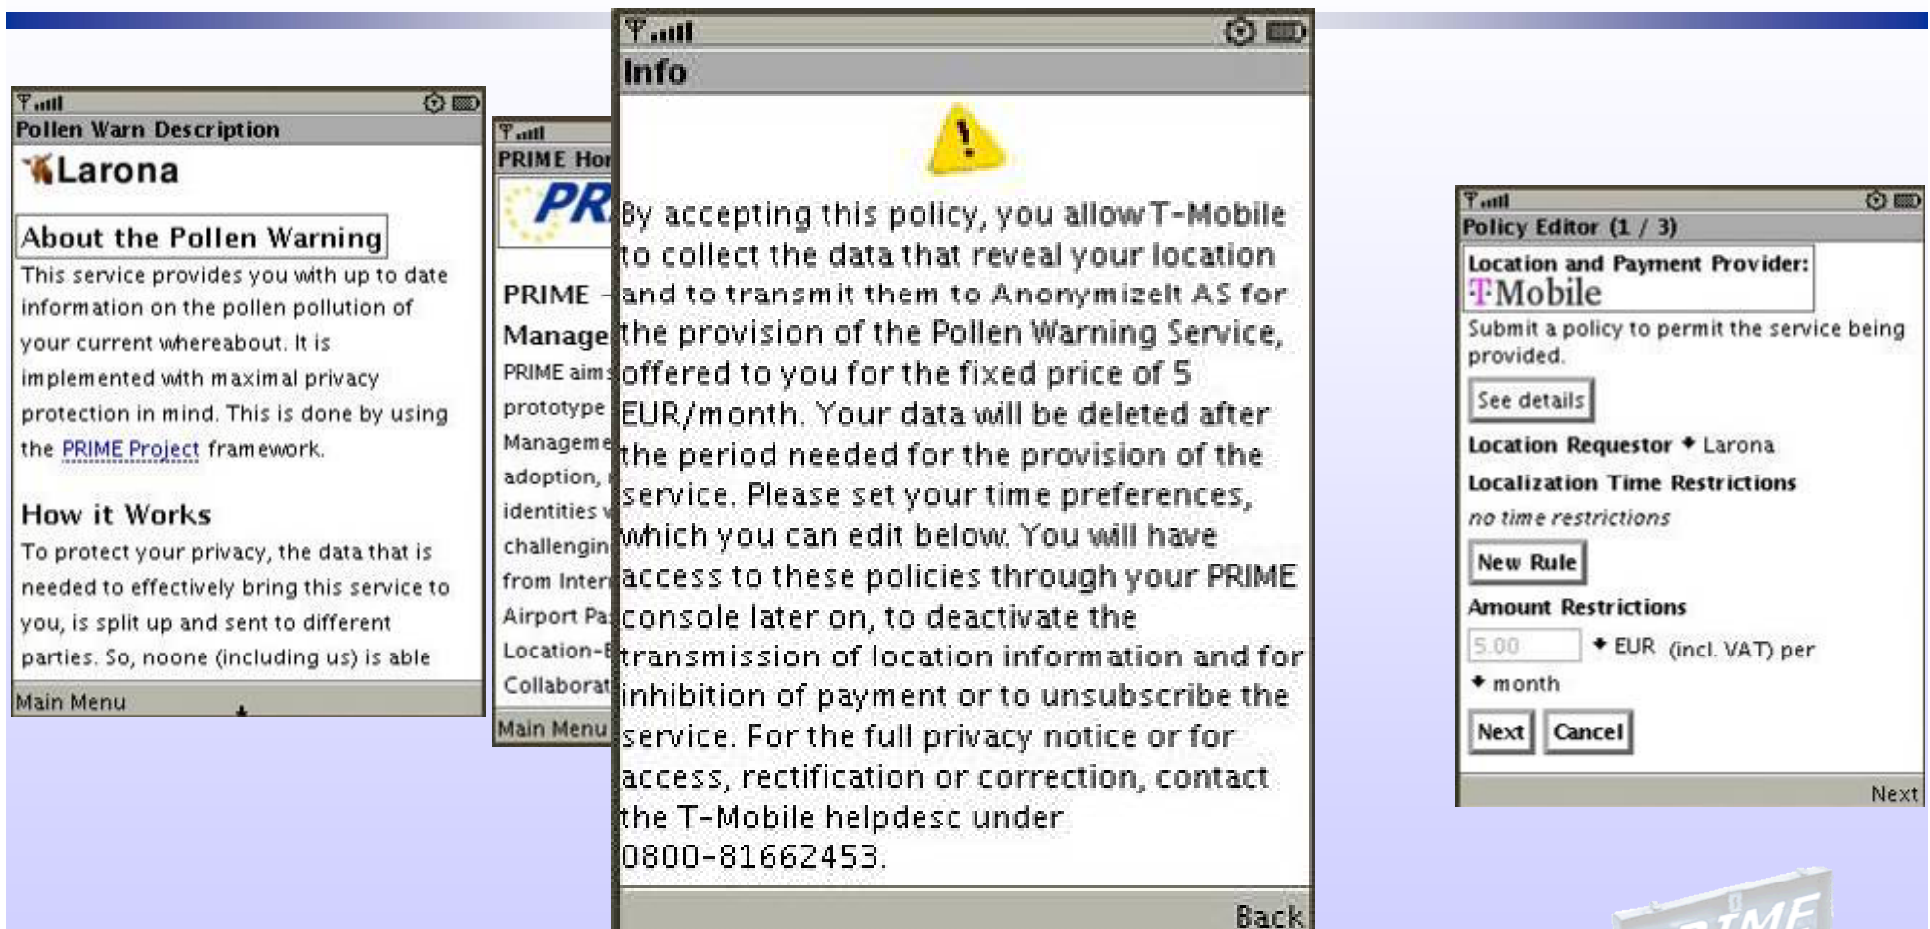 Pollen Warn Description
Larona
About the Pollen Warning
This service provides you with up to date
information on the pollen pollution of
your current whereabout. It is
implemented with maximal privacy
protection in mind. This is done by using
the PRIME Project framework.
How it Works
To protect your privacy, the data that is
needed to effectively bring this service to
you, is split up and sent to different
parties. So, noone (including us) is able
Main Menu
PRIME Hor
PR
PRIME -
Manage
PRIME aims
prototype
Manageme
adoption,
identities
challengin
from Inter
Airport Pa
Location-
Collaborat
Main Menu
Info
By accepting this policy, you allow T-Mobile
to collect the data that reveal your location
and to transmit them to AnonymizeIt AS for
the provision of the Pollen Warning Service,
offered to you for the fixed price of 5
EUR/month. Your data will be deleted after
the period needed for the provision of the
service. Please set your time preferences,
which you can edit below. You will have
access to these policies through your PRIME
console later on, to deactivate the
transmission of location information and for
inhibition of payment or to unsubscribe the
service. For the full privacy notice or for
access, rectification or correction, contact
the T-Mobile helpdesc under
0800-81662453.
Back
Policy Editor (1 / 3)
Location and Payment Provider:
T·Mobile
Submit a policy to permit the service being
provided.
See details
Location Requestor Larona
Localization Time Restrictions
no time restrictions
New Rule
Amount Restrictions
5.00 EUR (incl. VAT) per
month
Next Cancel
Next
PRIME